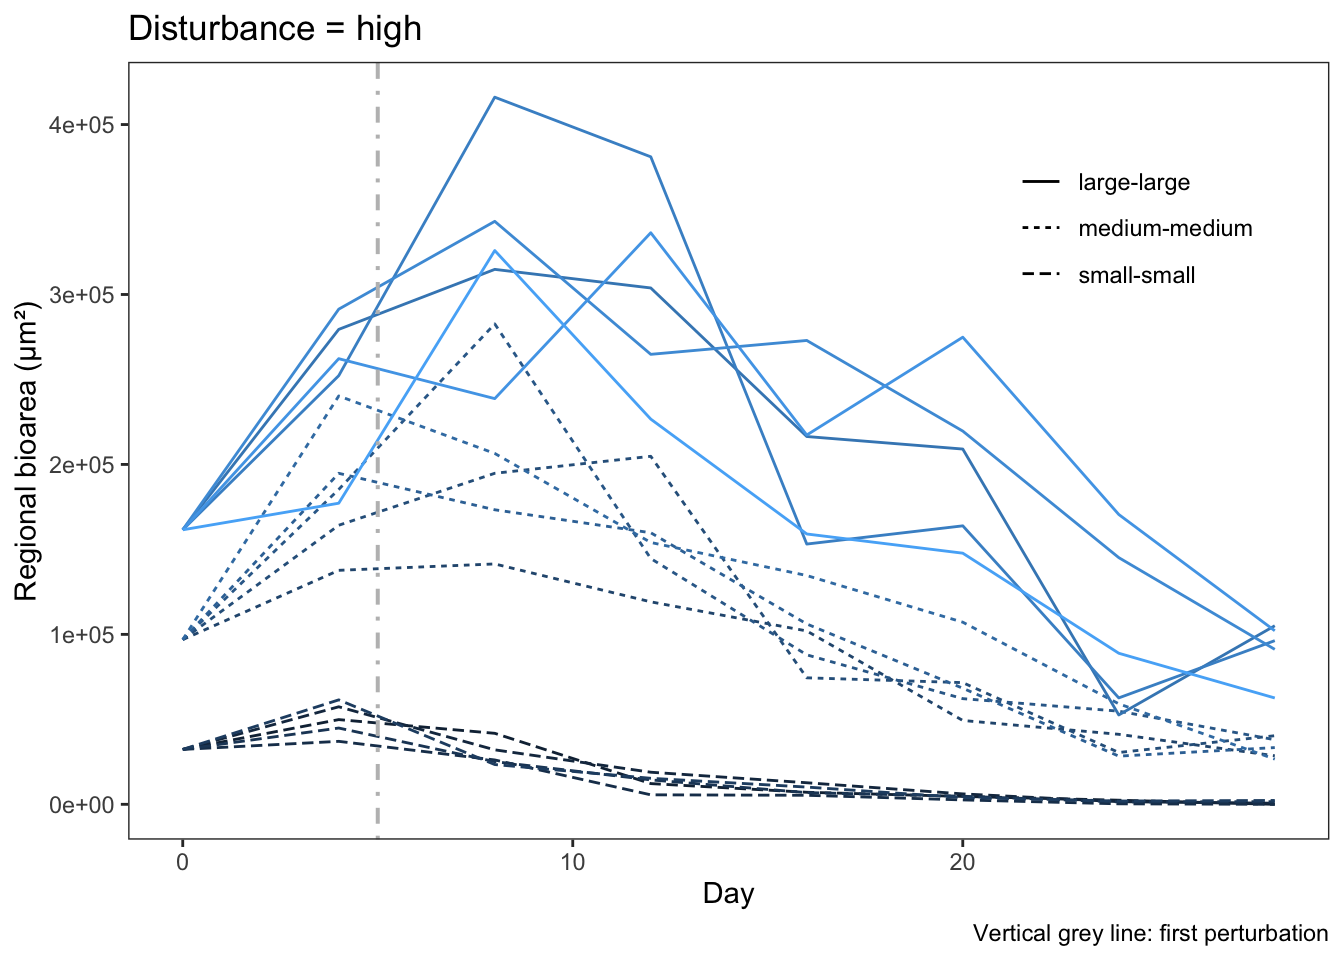 Disturbance = high
Regional bioarea (µm²)
4e+05
3e+05
2e+05
1e+05
0e+00
large-large
medium-medium
small-small
0
10
20
Day
Vertical grey line: first perturbation